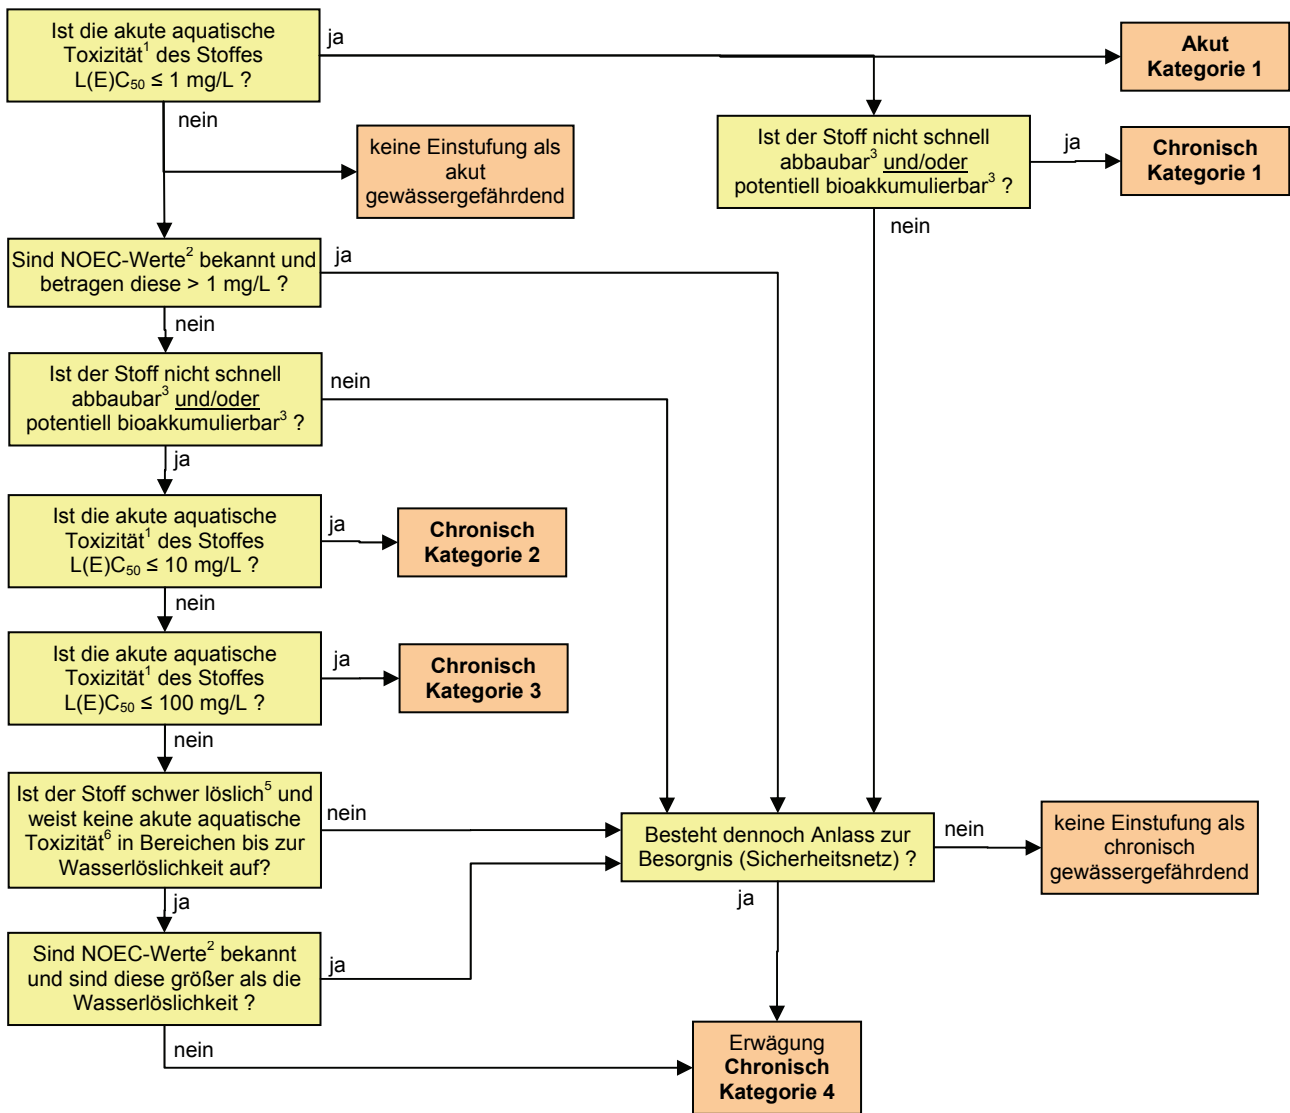 Ist die akute aquatische
Toxizität¹ des Stoffes
L(E)C₅₀ ≤ 1 mg/L ?
ja
Akut
Kategorie 1
nein
keine Einstufung als
akut
gewässergefährdend
Ist der Stoff nicht schnell
abbaubar³ und/oder
potentiell bioakkumulierbar³ ?
ja
Chronisch
Kategorie 1
nein
Sind NOEC-Werte² bekannt und
betragen diese > 1 mg/L ?
ja
nein
Ist der Stoff nicht schnell
abbaubar³ und/oder
potentiell bioakkumulierbar³ ?
nein
ja
Ist die akute aquatische
Toxizität¹ des Stoffes
L(E)C₅₀ ≤ 10 mg/L ?
ja
Chronisch
Kategorie 2
nein
Ist die akute aquatische
Toxizität¹ des Stoffes
L(E)C₅₀ ≤ 100 mg/L ?
ja
Chronisch
Kategorie 3
nein
Ist der Stoff schwer löslich⁵ und
weist keine akute aquatische
Toxizität⁶ in Bereichen bis zur
Wasserlöslichkeit auf?
nein
Besteht dennoch Anlass zur
Besorgnis (Sicherheitsnetz) ?
nein
keine Einstufung als
chronisch
gewässergefährdend
ja
ja
Sind NOEC-Werte² bekannt
und sind diese größer als die
Wasserlöslichkeit ?
ja
nein
Erwägung
Chronisch
Kategorie 4